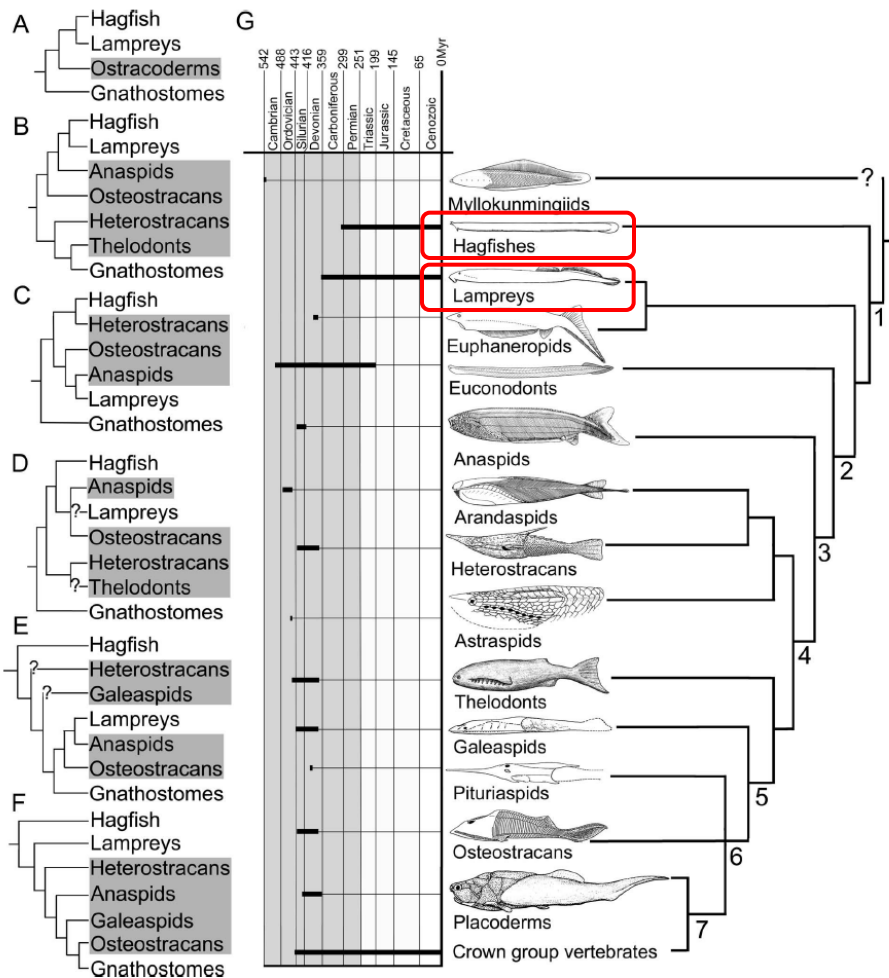 A
Hagfish
Lampreys
Ostracoderms
Gnathostomes
B
Hagfish
Lampreys
Anaspids
Osteostracans
Heterostracans
Thelodonts
Gnathostomes
C
Hagfish
Heterostracans
Osteostracans
Anaspids
Lampreys
Gnathostomes
D
Hagfish
Anaspids
?
Lampreys
Osteostracans
Heterostracans
?
Thelodonts
Gnathostomes
E
Hagfish
?
Heterostracans
?
Galeaspids
Lampreys
Anaspids
Osteostracans
Gnathostomes
F
Hagfish
Lampreys
Heterostracans
Anaspids
Galeaspids
Osteostracans
Gnathostomes
G
542
488
443
416
359
299
251
199
145
65
0Myr
Cambrian
Ordovician
Silurian
Devonian
Carboniferous
Permian
Triassic
Jurassic
Cretaceous
Cenozoic
?
Myllokunmingiids
Hagfishes
Lampreys
1
Euphaneropids
Euconodonts
Anaspids
2
Arandaspids
Heterostracans
3
Astraspids
4
Thelodonts
Galeaspids
Pituriaspids
5
Osteostracans
6
Placoderms
7
Crown group vertebrates